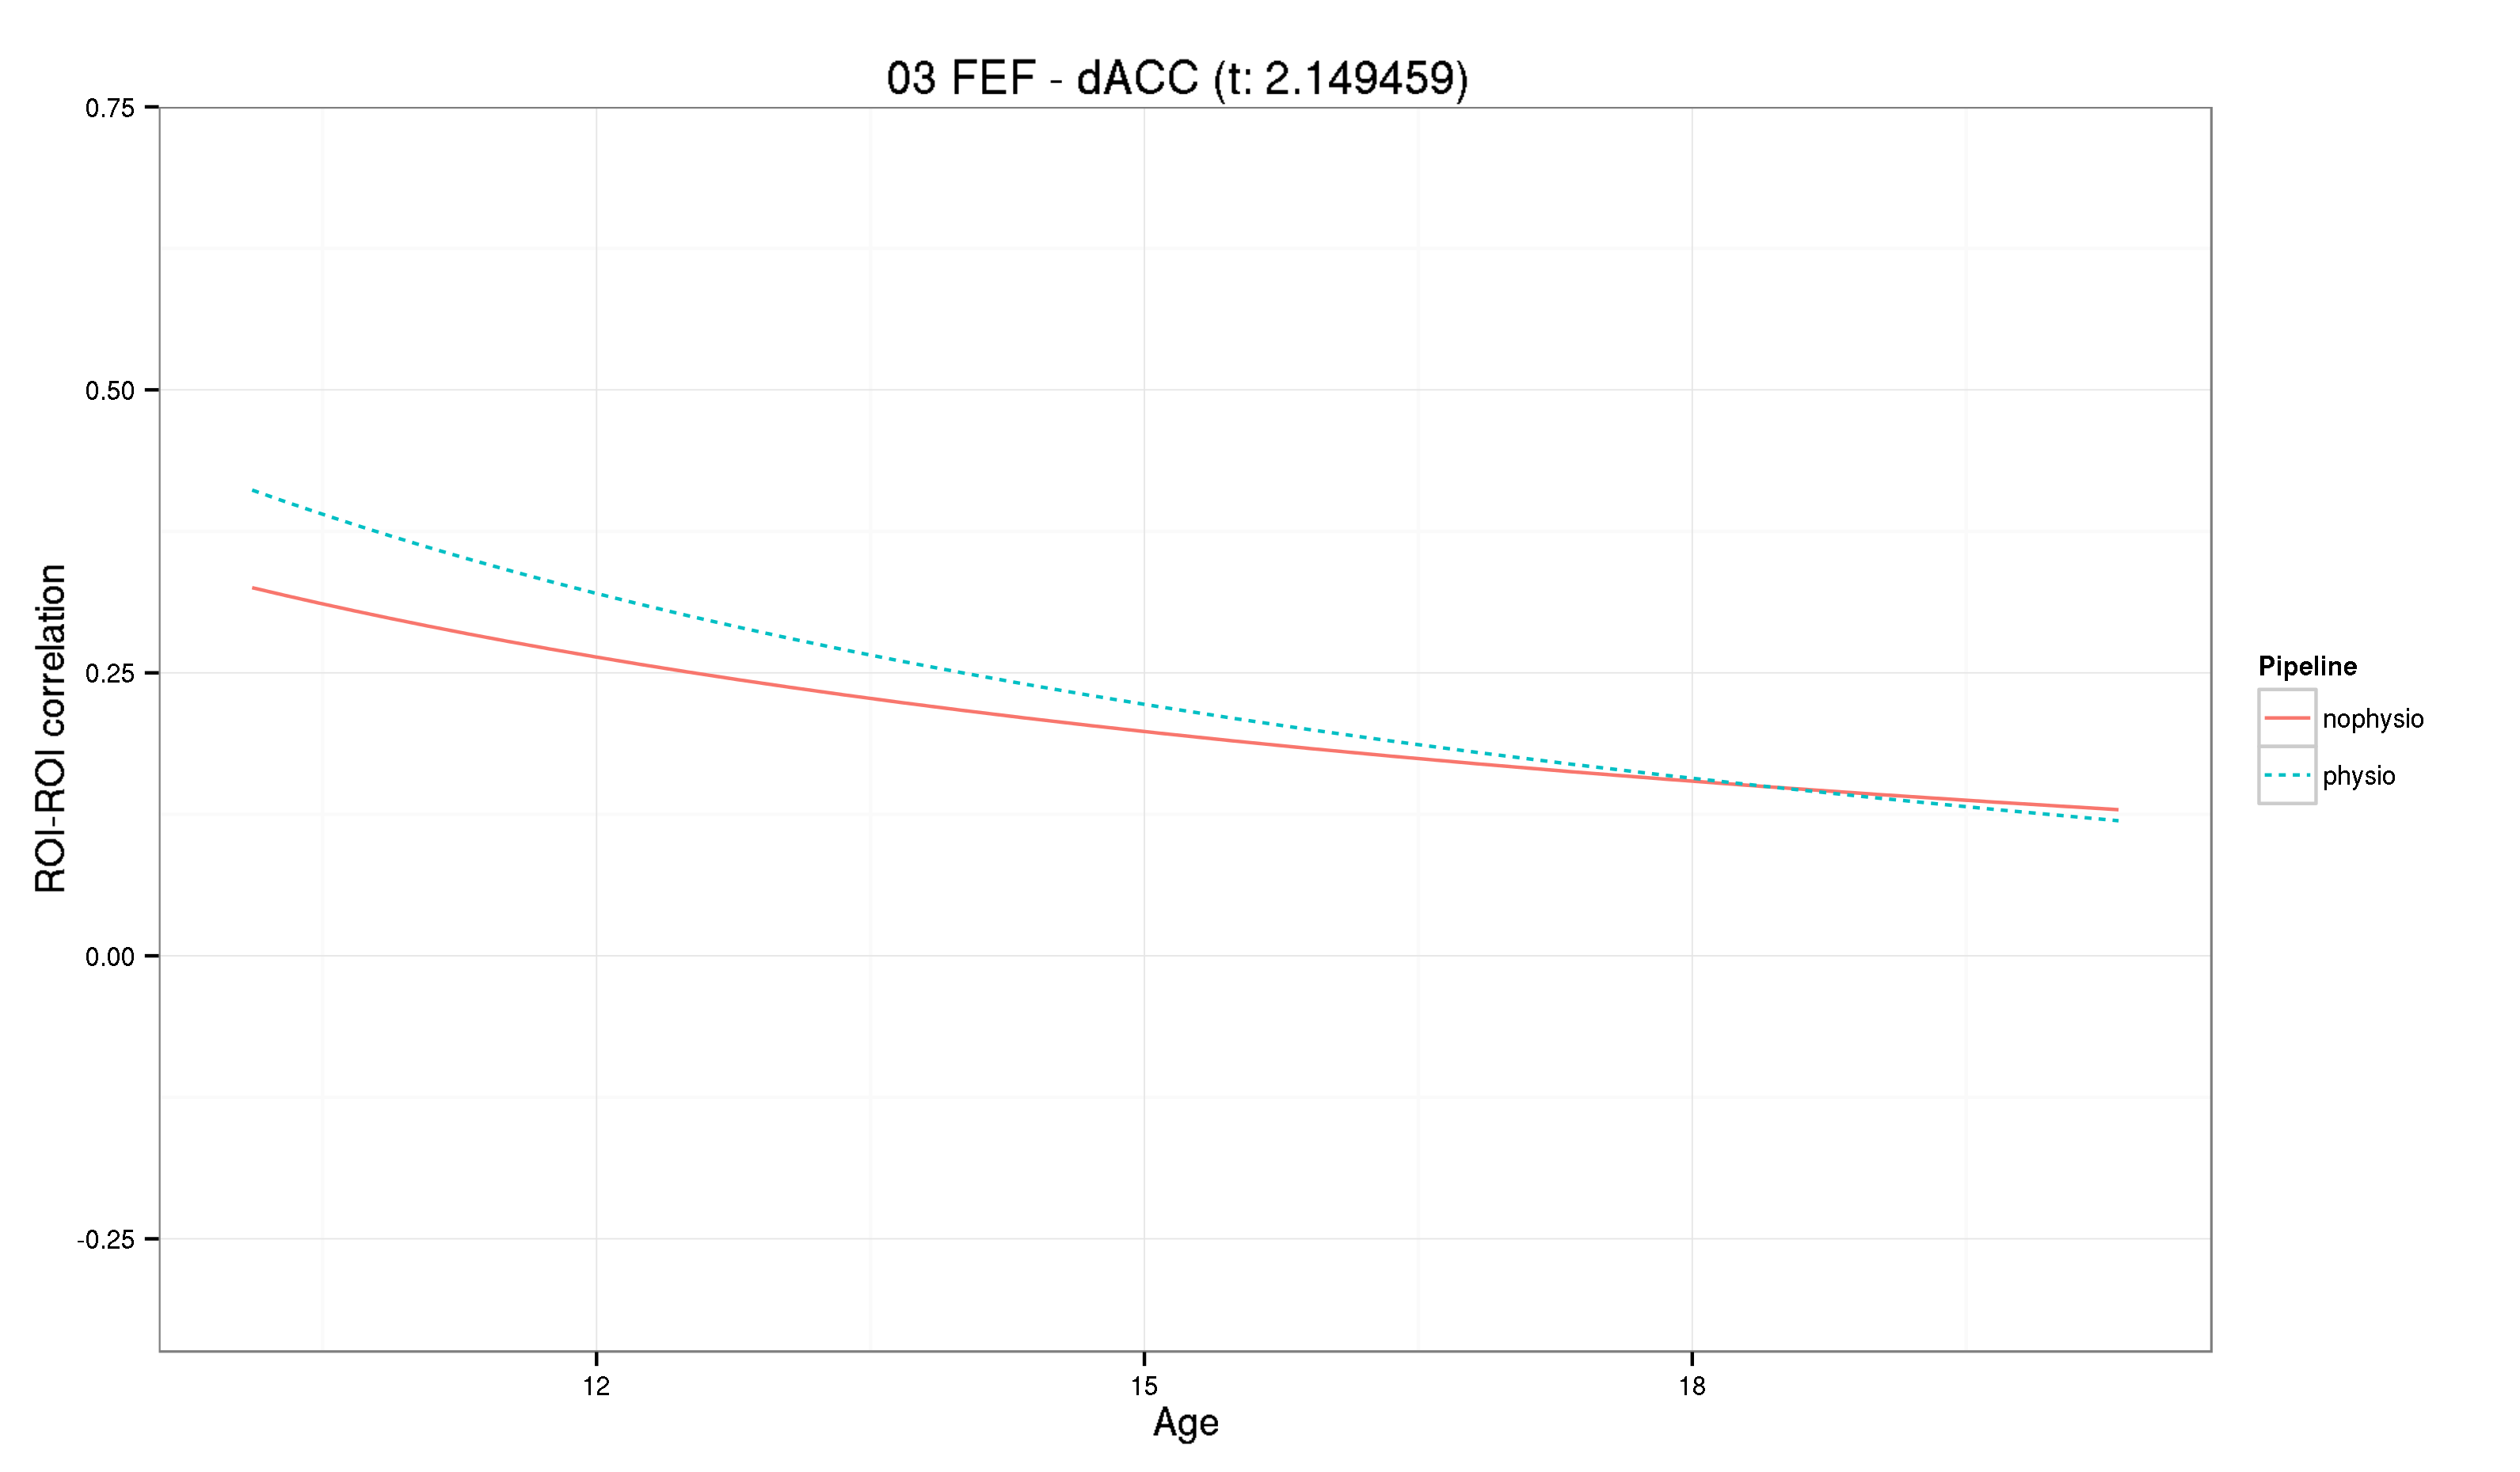 03 FEF - dACC (t: 2.149459)
0.75
0.50
0.25
0.00
-0.25
ROI-ROI correlation
12 15 18
Age
Pipeline
nophysio
physio